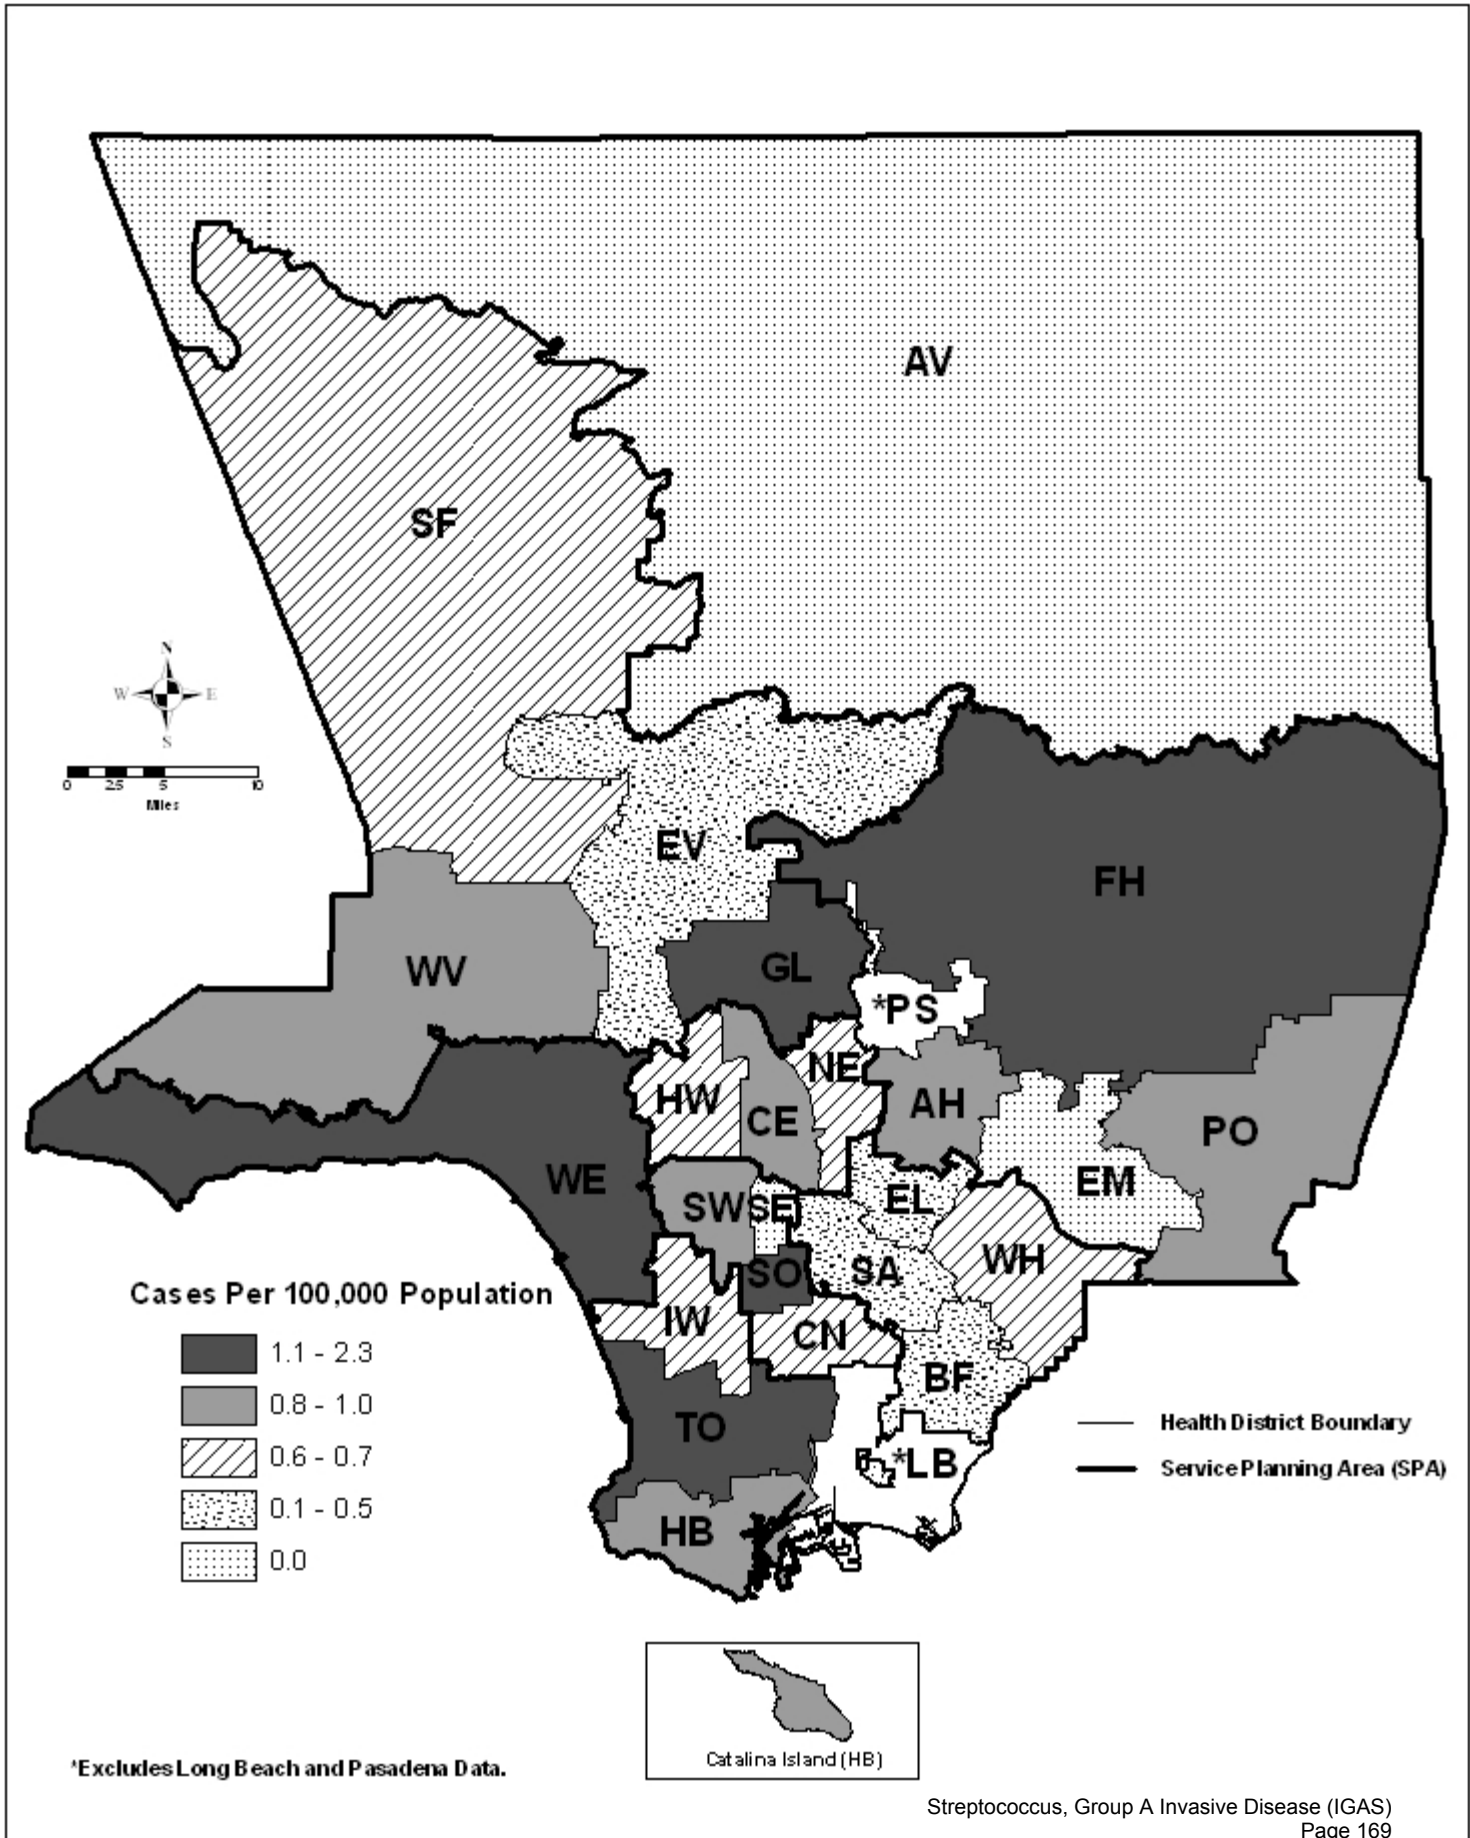 AV
SF
N
W E
S
0 2.5 5 10
Miles
EV
FH
WV
GL
*PS
NE
HW
AH
CE
PO
WE
EM
SW
SE
EL
WH
SO
SA
Cases Per 100,000 Population
IW
CN
1.1 - 2.3
BF
0.8 - 1.0
TO
Health District Boundary
0.6 - 0.7
*LB
Service Planning Area (SPA)
0.1 - 0.5
HB
0.0
Catalina Island (HB)
*Excludes Long Beach and Pasadena Data.
Streptococcus, Group A Invasive Disease (IGAS)
Page 169